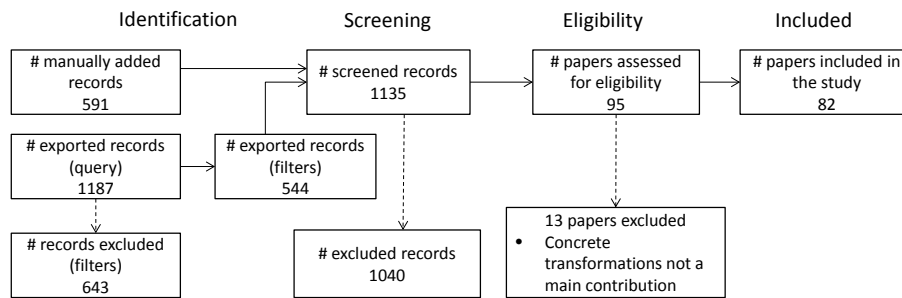 Identification
Screening
Eligibility
Included
# manually added
records
591
# screened records
1135
# papers assessed
for eligibility
95
# papers included in
the study
82
# exported records
(query)
1187
# exported records
(filters)
544
# records excluded
(filters)
643
# excluded records
1040
13 papers excluded
• Concrete
transformations not a
main contribution